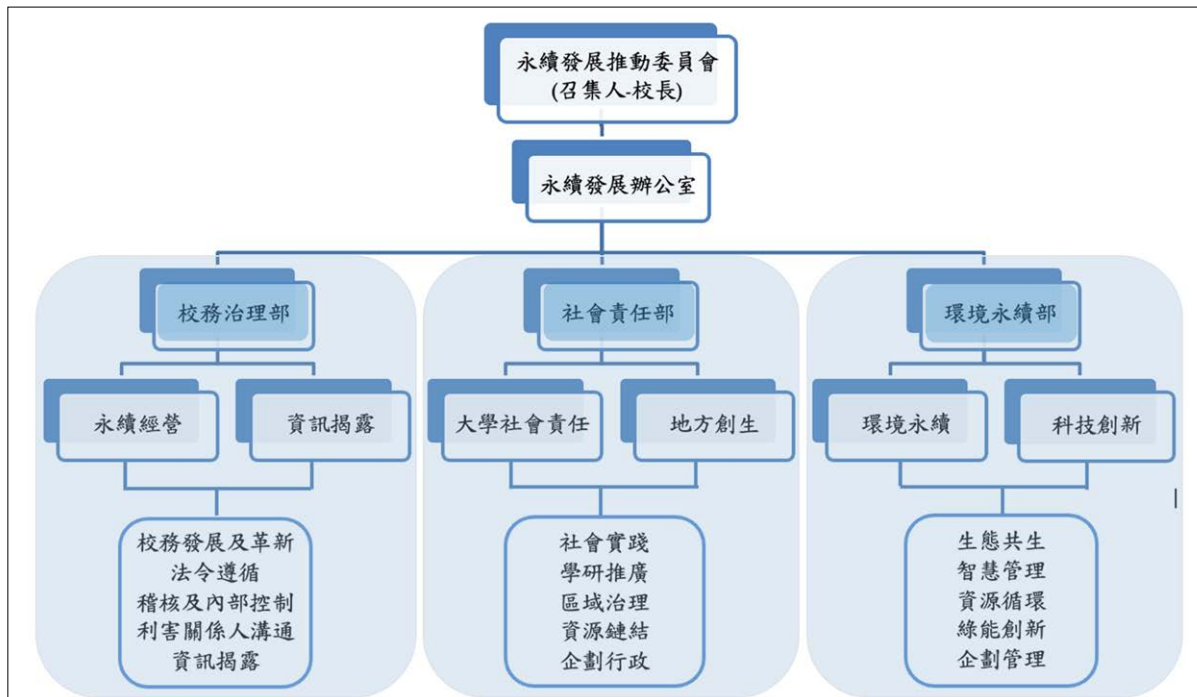 永續發展推動委員會
(召集人-校長)
永續發展辦公室
校務治理部
社會責任部
環境永續部
永續經營
資訊揭露
大學社會責任
地方創生
環境永續
科技創新
校務發展及革新
法令遵循
稽核及內部控制
利害關係人溝通
資訊揭露
社會實踐
學研推廣
區域治理
資源鏈結
企劃行政
生態共生
智慧管理
資源循環
綠能創新
企劃管理